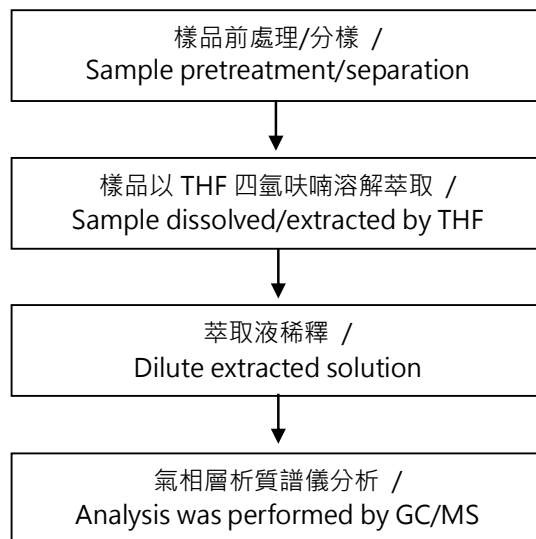 樣品前處理/分樣 /
Sample pretreatment/separation
樣品以 THF 四氫呋喃溶解萃取 /
Sample dissolved/extracted by THF
萃取液稀釋 /
Dilute extracted solution
氣相層析質譜儀分析 /
Analysis was performed by GC/MS